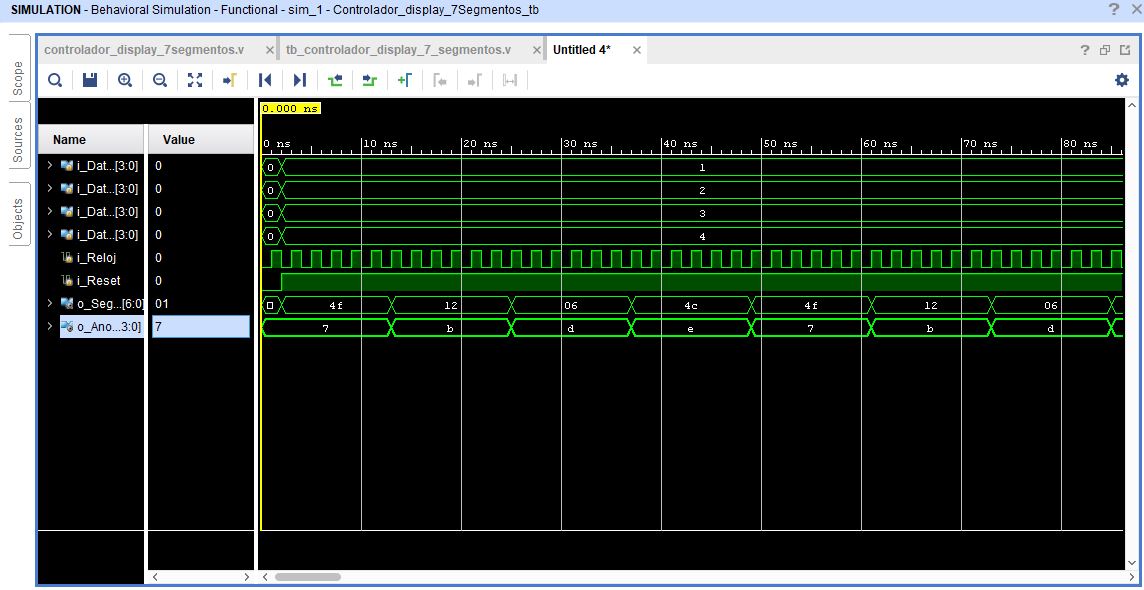 SIMULATION - Behavioral Simulation - Functional - sim_1 - Controlador_display_7Segmentos_tb
? ×
Scope
Sources
Objects
controlador_display_7segmentos.v × tb_controlador_display_7_segmentos.v × Untitled 4* ×
?
0.000 ns
Name Value
0 ns 10 ns 20 ns 30 ns 40 ns 50 ns 60 ns 70 ns 80 ns
i_Dat...[3:0] 0 0 1
i_Dat...[3:0] 0 0 2
i_Dat...[3:0] 0 0 3
i_Dat...[3:0] 0 0 4
i_Reloj 0
i_Reset 0
o_Seg...[6:0] 01 4f 12 06 4c 4f 12 06
o_Ano...3:0] 7 7 b d e 7 b d